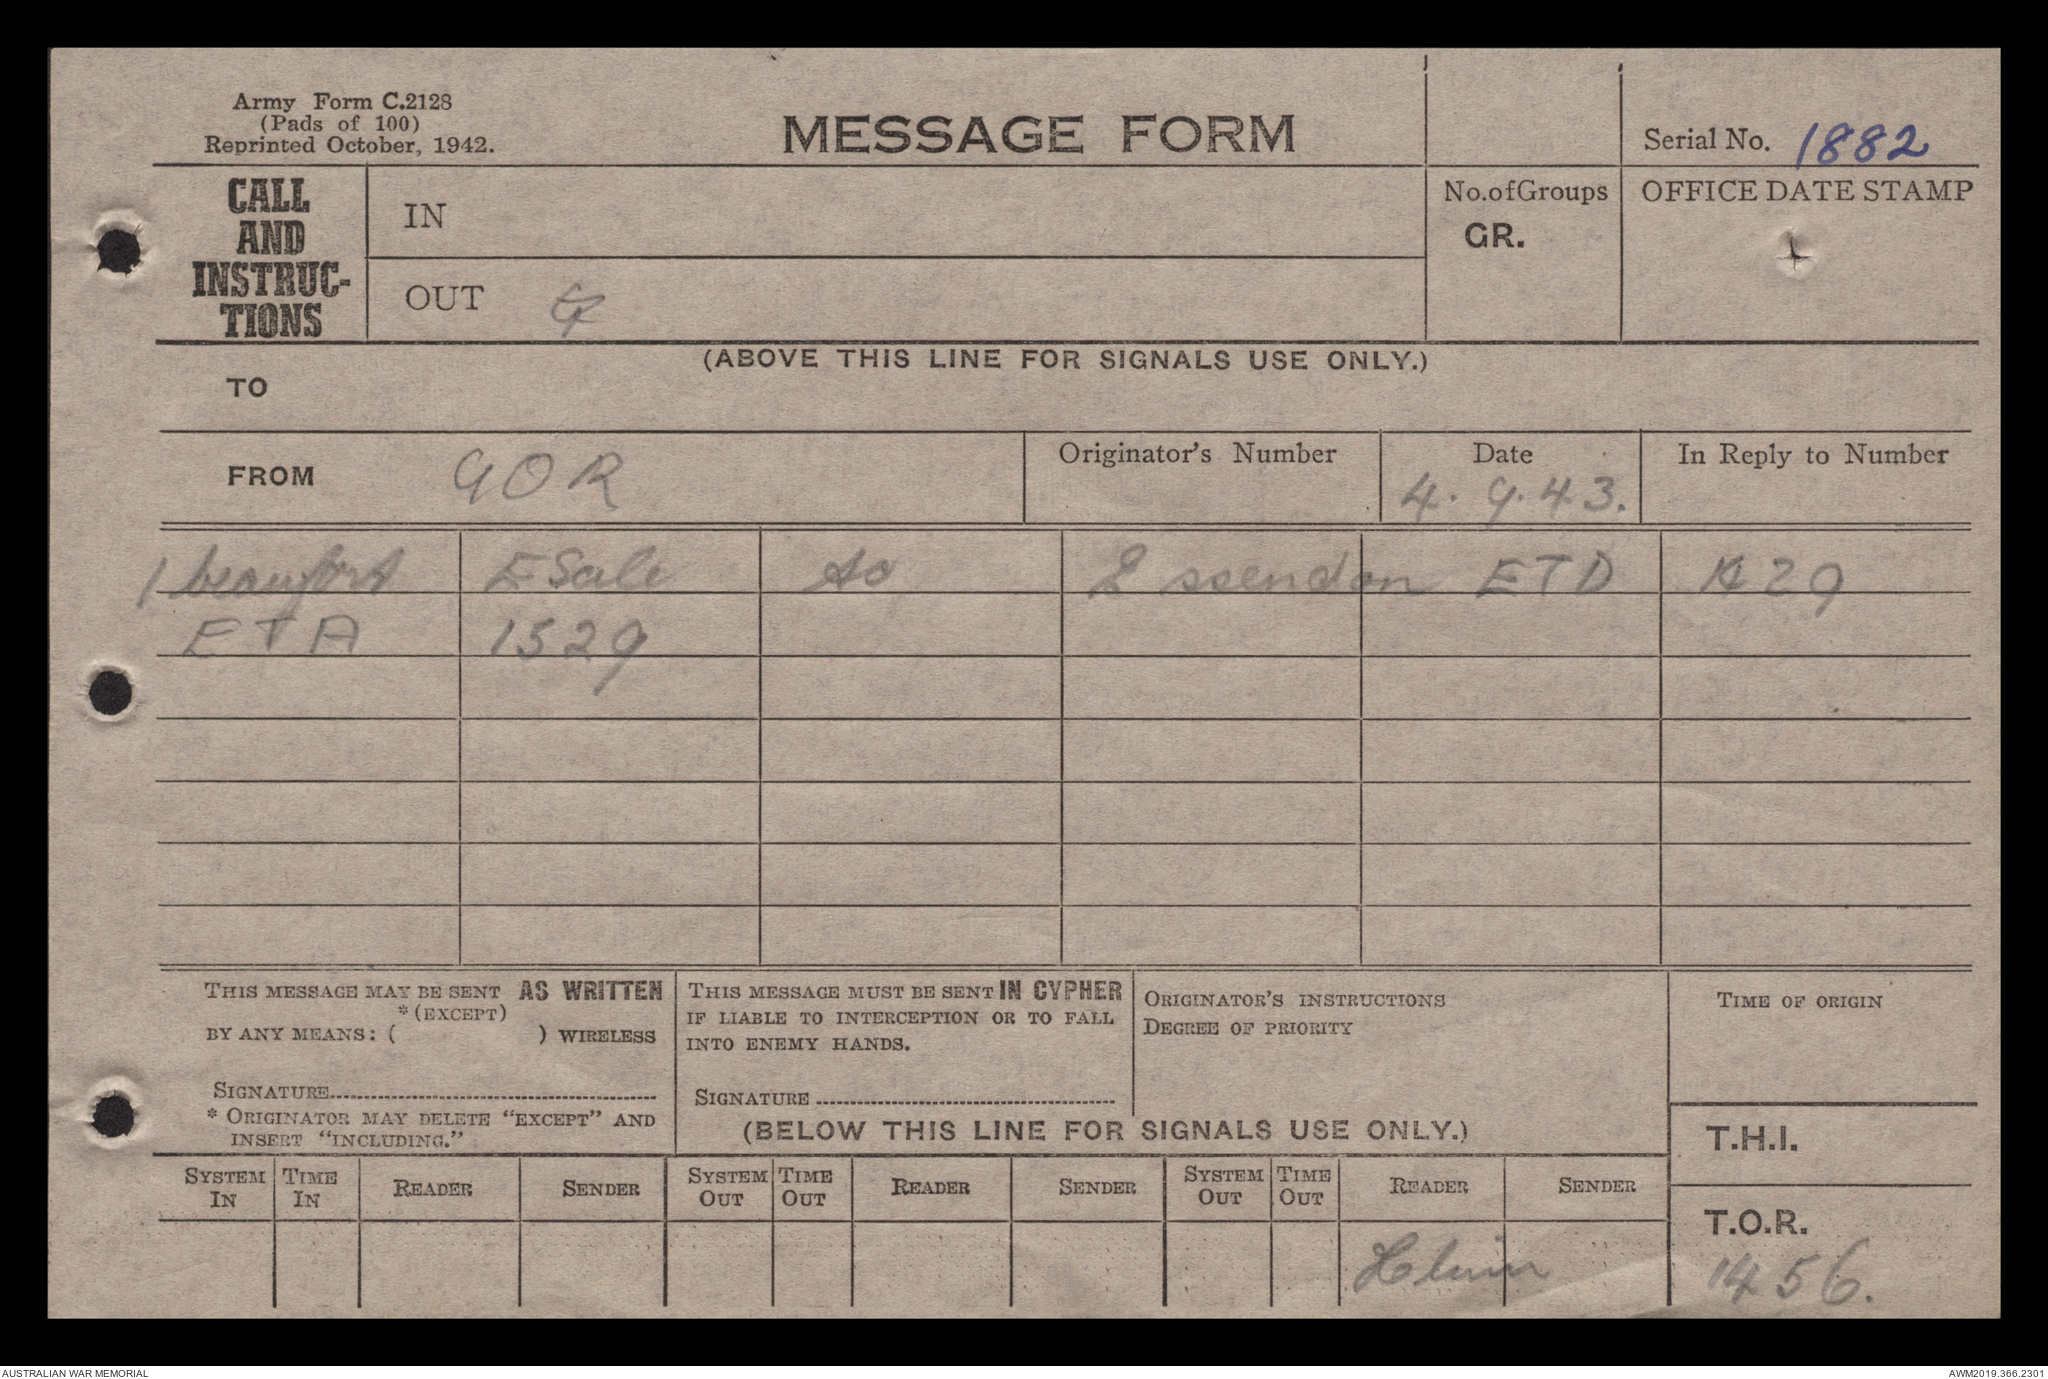 Army Form C.2128
(Pads of 100)
Reprinted October, 1942.
MESSAGE FORM
Serial No. 1882
CALL AND INSTRUC-TIONS
IN
OUT
No. of Groups
GR.
OFFICE DATE STAMP
(ABOVE THIS LINE FOR SIGNALS USE ONLY.)
TO
FROM GOR
Originator's Number
Date
4.9.43.
In Reply to Number
1 beaufort E Sale to Essendon ETD 1429
ETA 1529
THIS MESSAGE MAY BE SENT AS WRITTEN
*(EXCEPT)
BY ANY MEANS: ( ) WIRELESS
SIGNATURE
* ORIGINATOR MAY DELETE "EXCEPT" AND
INSERT "INCLUDING."
THIS MESSAGE MUST BE SENT IN CYPHER
IF LIABLE TO INTERCEPTION OR TO FALL
INTO ENEMY HANDS.
SIGNATURE
ORIGINATOR'S INSTRUCTIONS
DEGREE OF PRIORITY
TIME OF ORIGIN
(BELOW THIS LINE FOR SIGNALS USE ONLY.)
T.H.I.
SYSTEM IN TIME IN READER SENDER SYSTEM OUT TIME OUT READER SENDER SYSTEM OUT TIME OUT READER SENDER
T.O.R.
1456.
AUSTRALIAN WAR MEMORIAL
AWM2019.366.2301